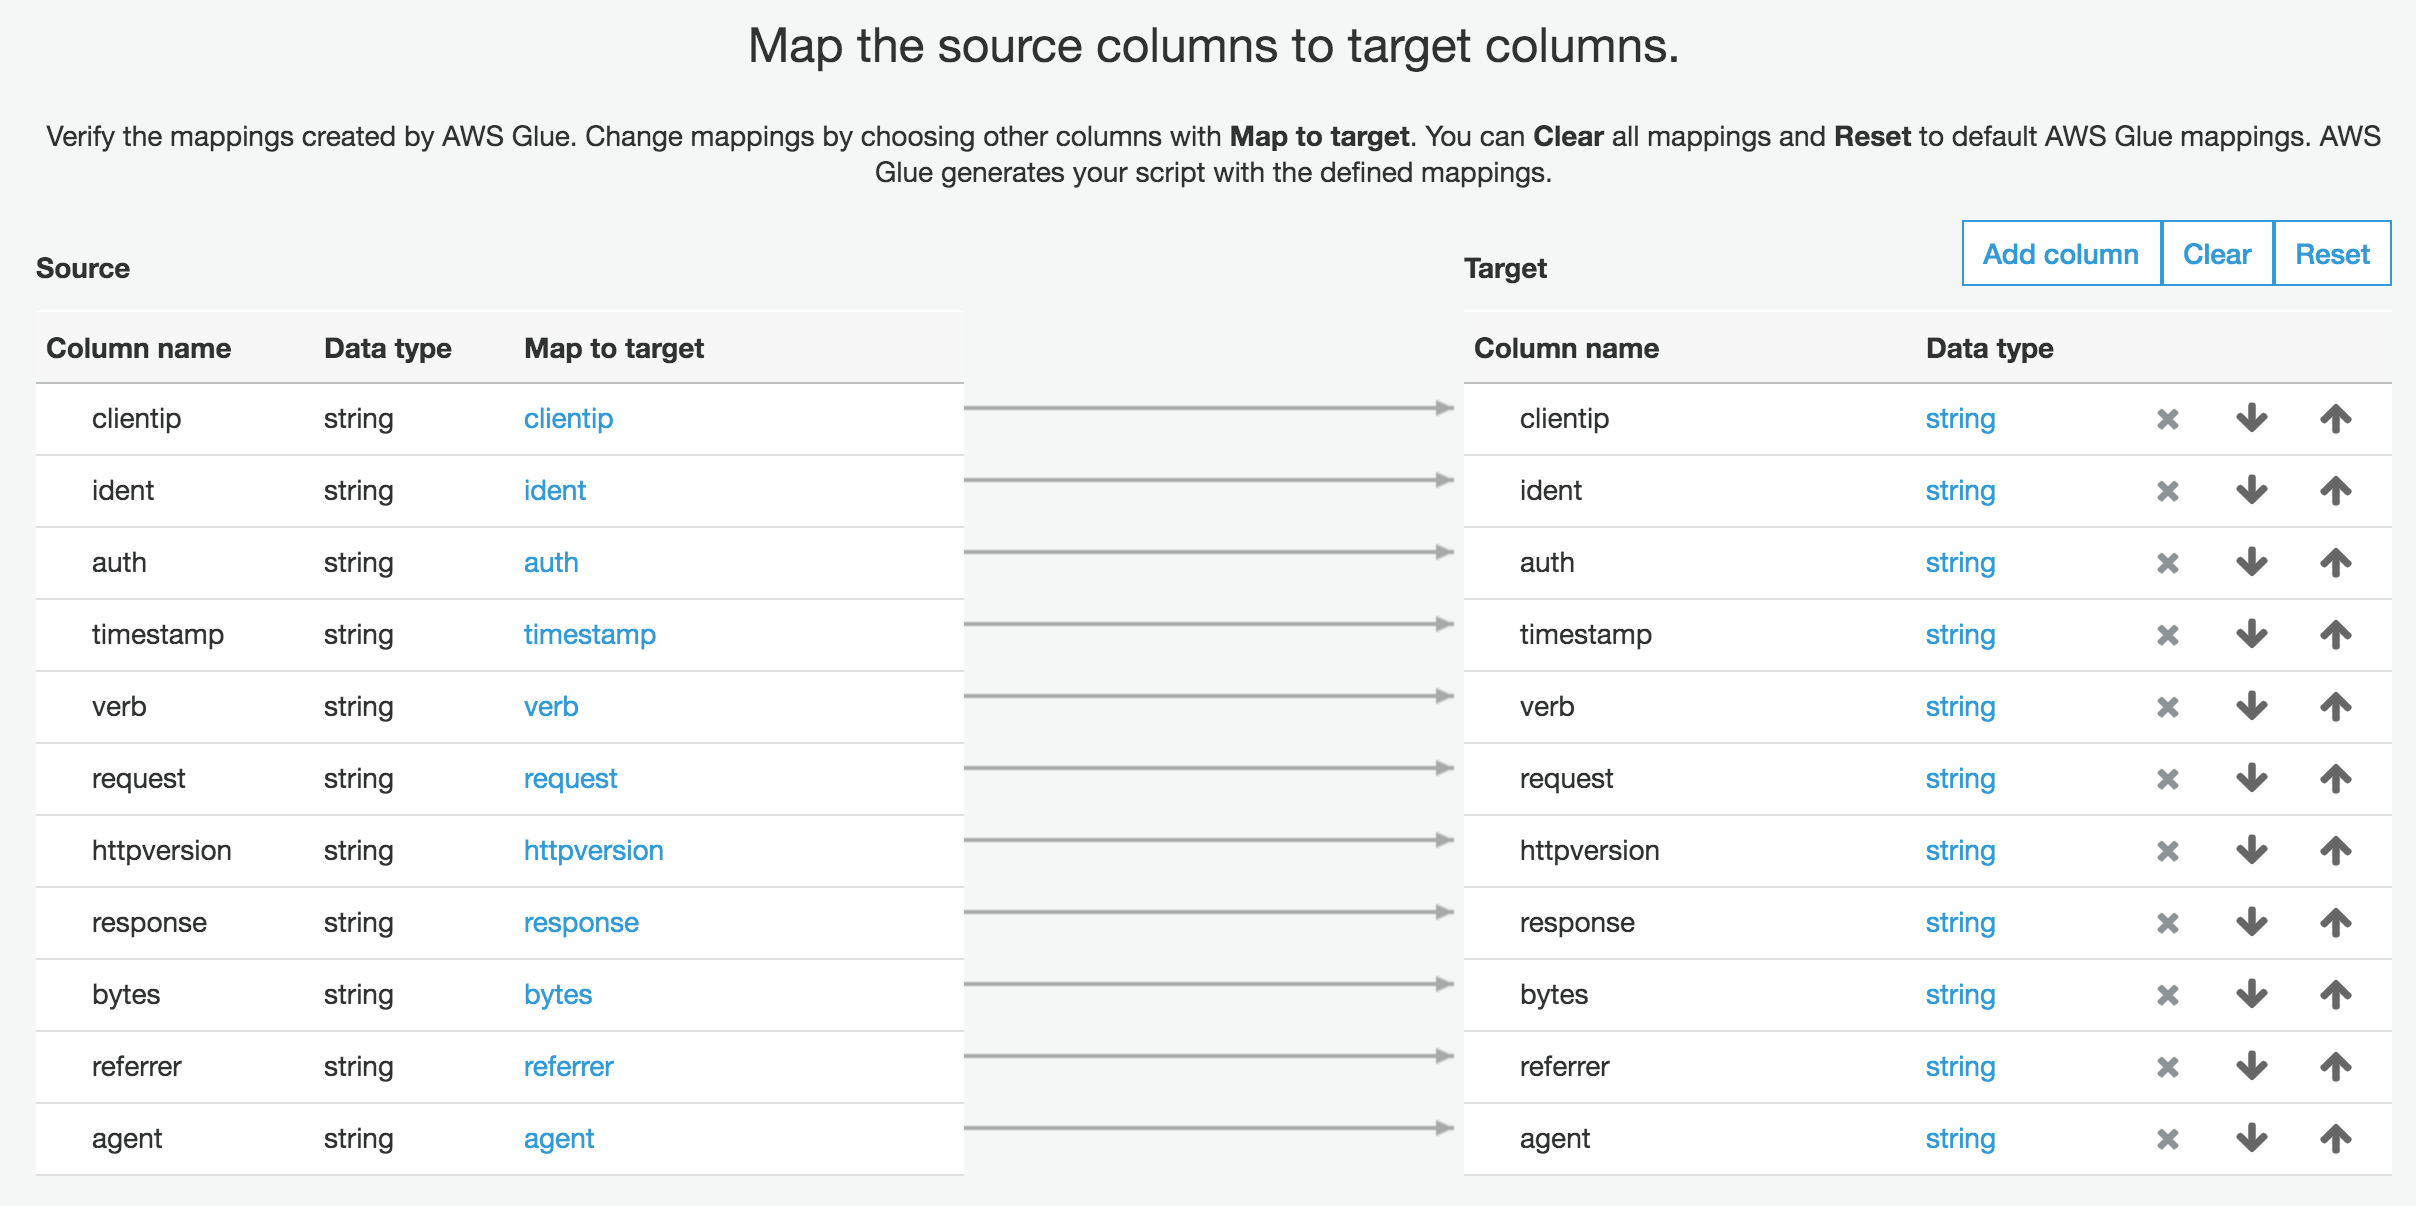 Map the source columns to target columns.
Verify the mappings created by AWS Glue. Change mappings by choosing other columns with Map to target. You can Clear all mappings and Reset to default AWS Glue mappings. AWS
Glue generates your script with the defined mappings.
Source
Target
Add column Clear Reset
Column name Data type Map to target Column name Data type
clientip string clientip clientip string
ident string ident ident string
auth string auth auth string
timestamp string timestamp timestamp string
verb string verb verb string
request string request request string
httpversion string httpversion httpversion string
response string response response string
bytes string bytes bytes string
referrer string referrer referrer string
agent string agent agent string